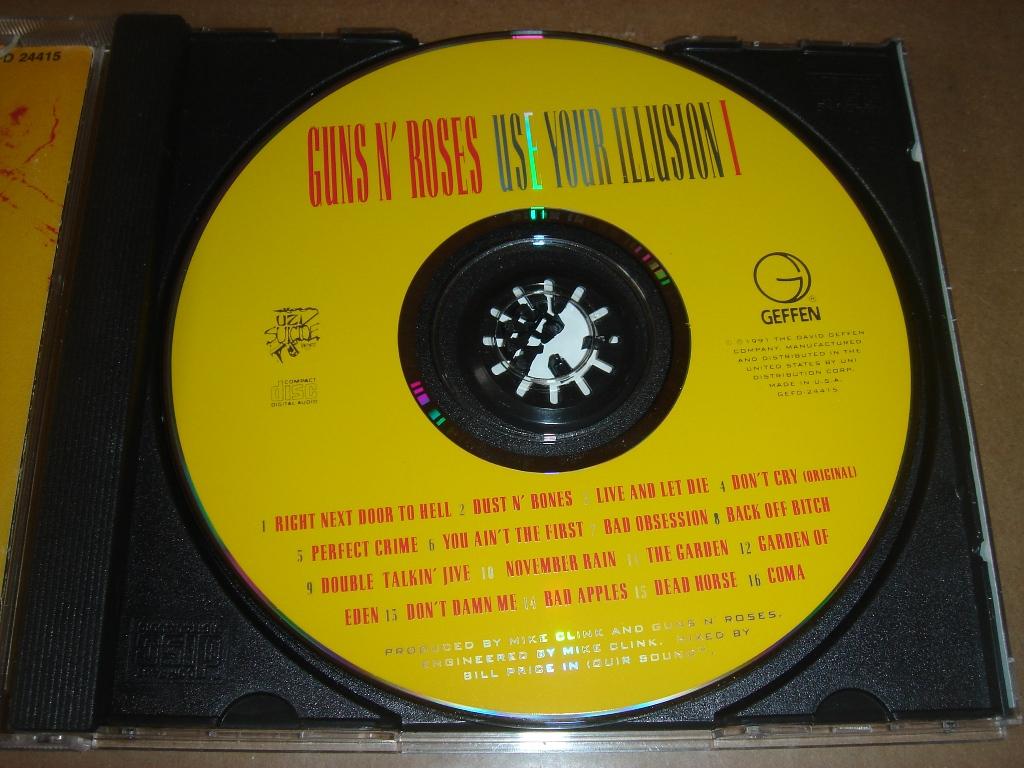 D 24415
GUNS N' ROSES USE YOUR ILLUSION I
UZI
SUICIDE
COMPACT
disc
DIGITAL AUDIO
GEFFEN
℗ © 1991 THE DAVID GEFFEN
COMPANY. MANUFACTURED
AND DISTRIBUTED IN THE
UNITED STATES BY UNI
DISTRIBUTION CORP.
MADE IN U.S.A.
GEFD-24415
1 RIGHT NEXT DOOR TO HELL 2 DUST N' BONES 3 LIVE AND LET DIE 4 DON'T CRY (ORIGINAL)
5 PERFECT CRIME 6 YOU AIN'T THE FIRST 7 BAD OBSESSION 8 BACK OFF BITCH
9 DOUBLE TALKIN' JIVE 10 NOVEMBER RAIN 11 THE GARDEN 12 GARDEN OF
EDEN 13 DON'T DAMN ME 14 BAD APPLES 15 DEAD HORSE 16 COMA
PRODUCED BY MIKE CLINK AND GUNS N' ROSES.
ENGINEERED BY MIKE CLINK. MIXED BY
BILL PRICE IN (QUIR SOUND).